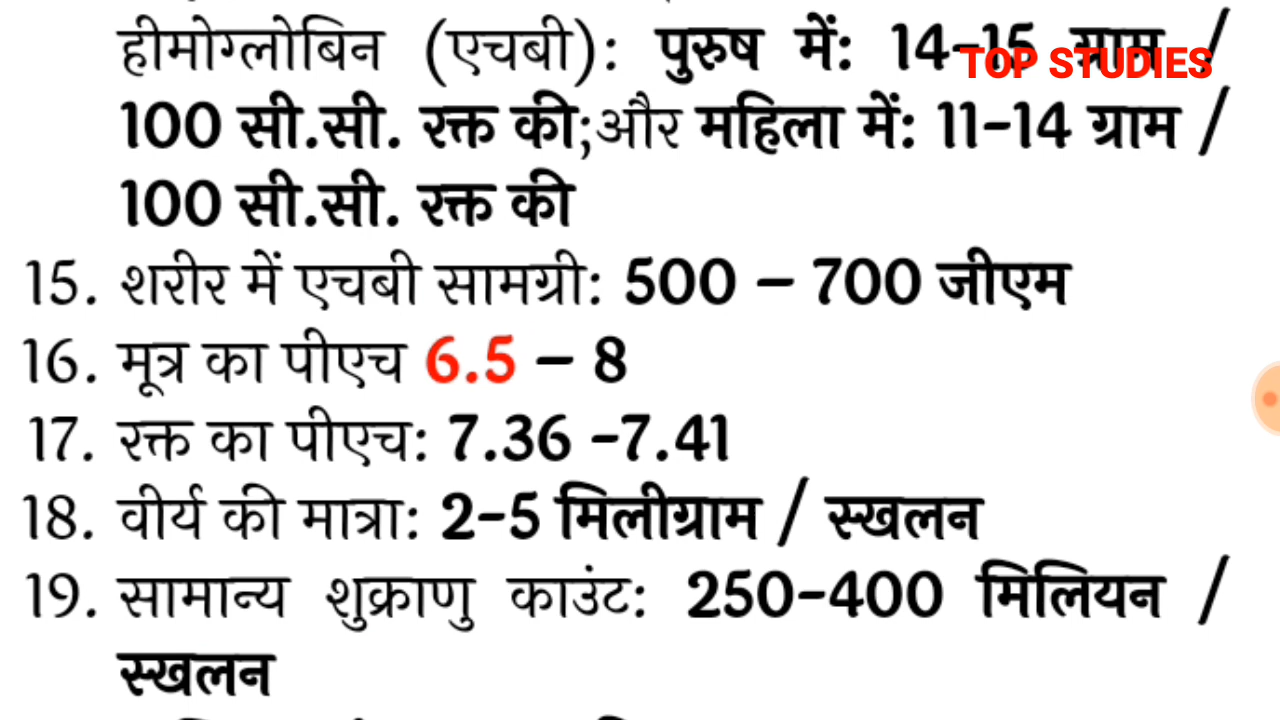 हीमोग्लोबिन (एचबी): पुरुष में: 14-15 ग्राम /
TOP STUDIES
100 सी.सी. रक्त की;और महिला में: 11-14 ग्राम /
100 सी.सी. रक्त की
15. शरीर में एचबी सामग्री: 500 – 700 जीएम
16. मूत्र का पीएच 6.5 – 8
17. रक्त का पीएच: 7.36 -7.41
18. वीर्य की मात्रा: 2-5 मिलीग्राम / स्खलन
19. सामान्य शुक्राणु काउंट: 250-400 मिलियन /
स्खलन